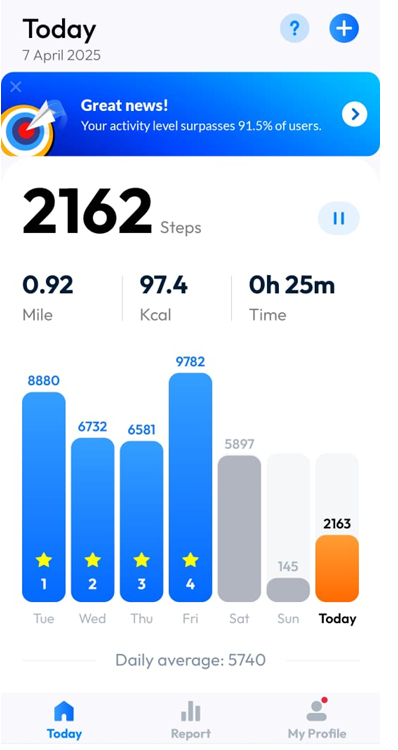 Today
7 April 2025
?
Great news!
Your activity level surpasses 91.5% of users.
2162 Steps
0.92 97.4 0h 25m
Mile Kcal Time
9782
8880
6732
6581
5897
2163
145
1 2 3 4
Tue Wed Thu Fri Sat Sun Today
Daily average: 5740
Today Report My Profile